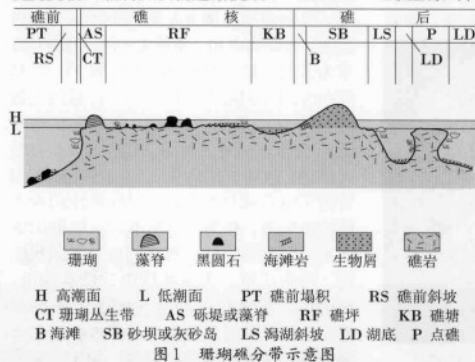 礁前 礁 核 礁 后
PT AS RF KB SB LS P LD
RS CT B LD
H
L
珊瑚 藻脊 黑圆石 海滩岩 生物屑 礁岩
H 高潮面 L 低潮面 PT 礁前塌积 RS 礁前斜坡
CT 珊瑚丛生带 AS 砾堤或藻脊 RF 礁坪 KB 礁塘
B 海滩 SB 砂坝或灰砂岛 LS 潟湖斜坡 LD 湖底 P 点礁
图1 珊瑚礁分带示意图